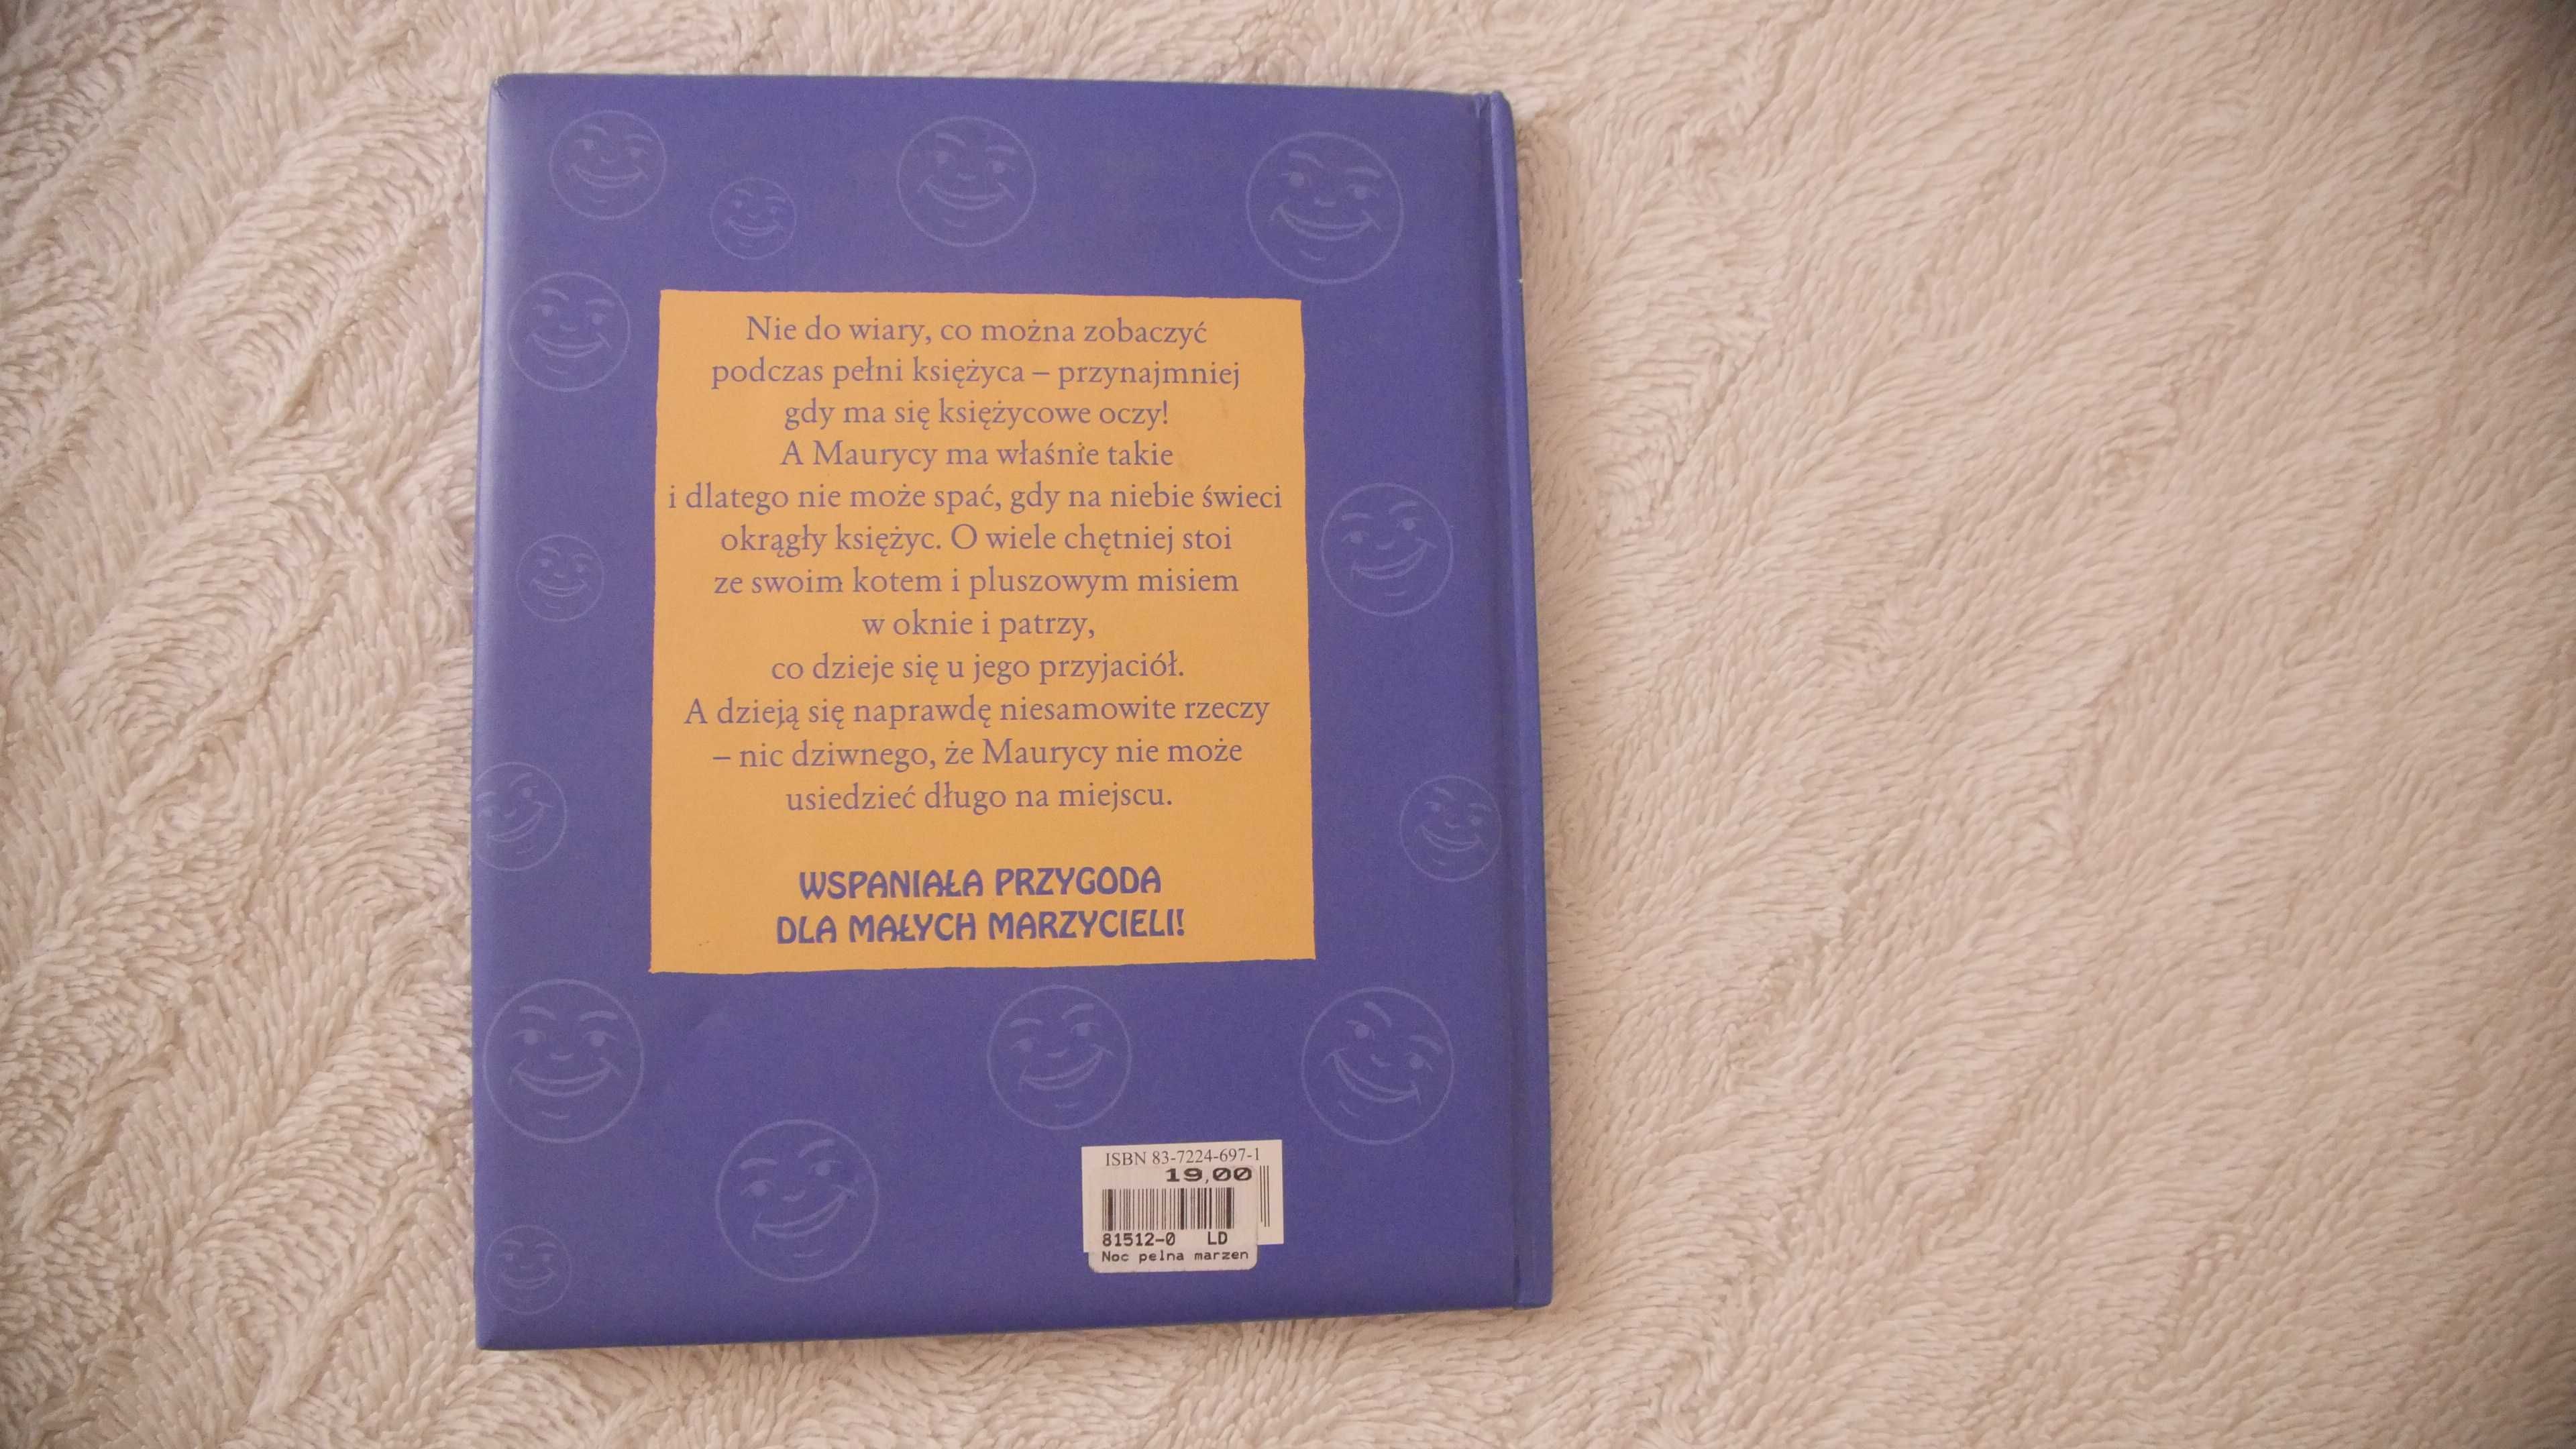 Nie do wiary, co można zobaczyć
podczas pełni księżyca – przynajmniej
gdy ma się księżycowe oczy!
A Maurycy ma właśnie takie
i dlatego nie może spać, gdy na niebie świeci
okrągły księżyc. O wiele chętniej stoi
ze swoim kotem i pluszowym misiem
w oknie i patrzy,
co dzieje się u jego przyjaciół.
A dzieją się naprawdę niesamowite rzeczy
– nic dziwnego, że Maurycy nie może
usiedzieć długo na miejscu.
WSPANIAŁA PRZYGODA
DLA MAŁYCH MARZYCIELI!
ISBN 83-7224-697-1
19,00
81512-0 LD
Noc pelna marzen